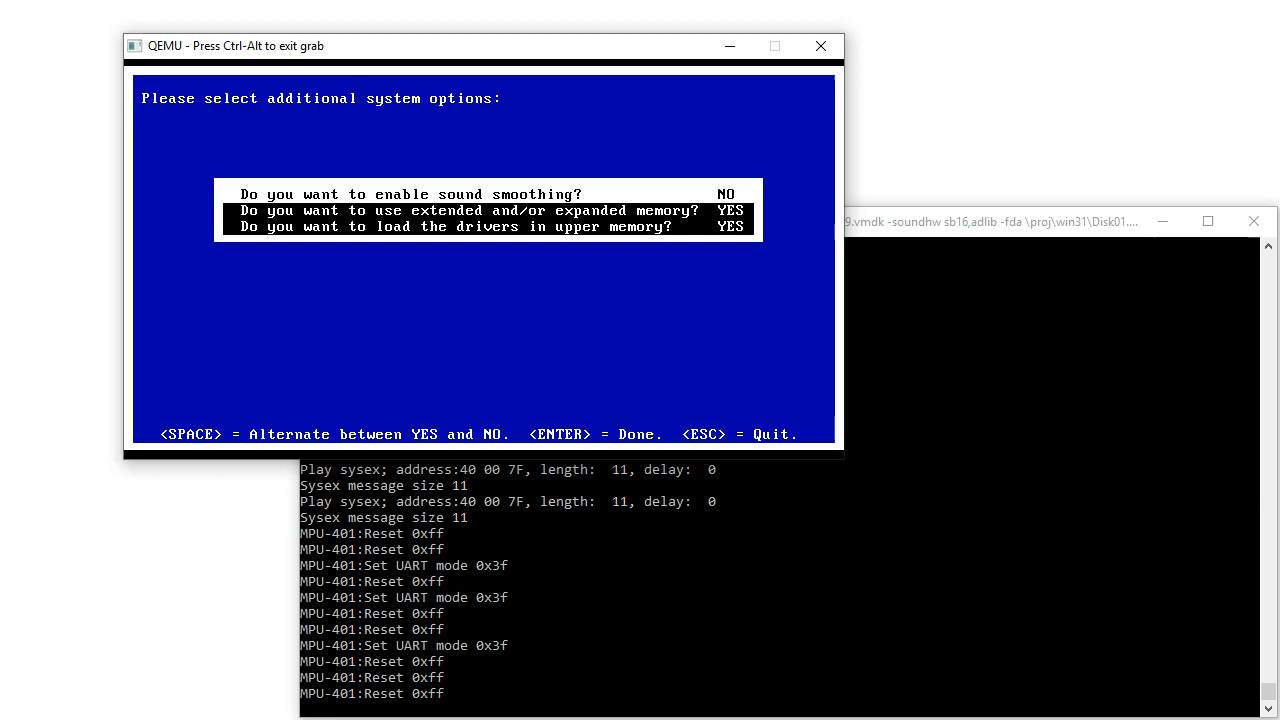 QEMU - Press Ctrl-Alt to exit grab
Please select additional system options:
Do you want to enable sound smoothing? NO
Do you want to use extended and/or expanded memory? YES
Do you want to load the drivers in upper memory? YES
<SPACE> = Alternate between YES and NO. <ENTER> = Done. <ESC> = Quit.
9.vmdk -soundhw sb16,adlib -fda \proj\win31\Disk01....
Play sysex; address:40 00 7F, length: 11, delay: 0
Sysex message size 11
Play sysex; address:40 00 7F, length: 11, delay: 0
Sysex message size 11
MPU-401:Reset 0xff
MPU-401:Reset 0xff
MPU-401:Set UART mode 0x3f
MPU-401:Reset 0xff
MPU-401:Set UART mode 0x3f
MPU-401:Reset 0xff
MPU-401:Reset 0xff
MPU-401:Set UART mode 0x3f
MPU-401:Reset 0xff
MPU-401:Reset 0xff
MPU-401:Reset 0xff